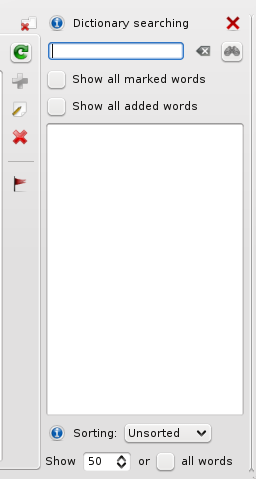 Dictionary searching
Show all marked words
Show all added words
Sorting: Unsorted
Show 50 or all words